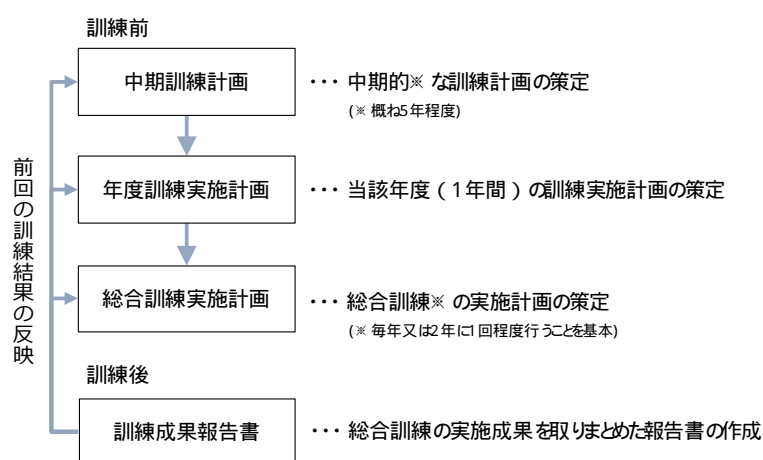 訓練前
中期訓練計画
・・・ 中期的※ な訓練計画の策定
(※ 概ね5年程度)
年度訓練実施計画
・・・ 当該年度（1年間）の訓練実施計画の策定
総合訓練実施計画
・・・ 総合訓練※ の実施計画の策定
(※ 毎年又は2年に1回程度行うことを基本)
前回の訓練結果の反映
訓練後
訓練成果報告書
・・・ 総合訓練の実施成果を取りまとめた報告書の作成